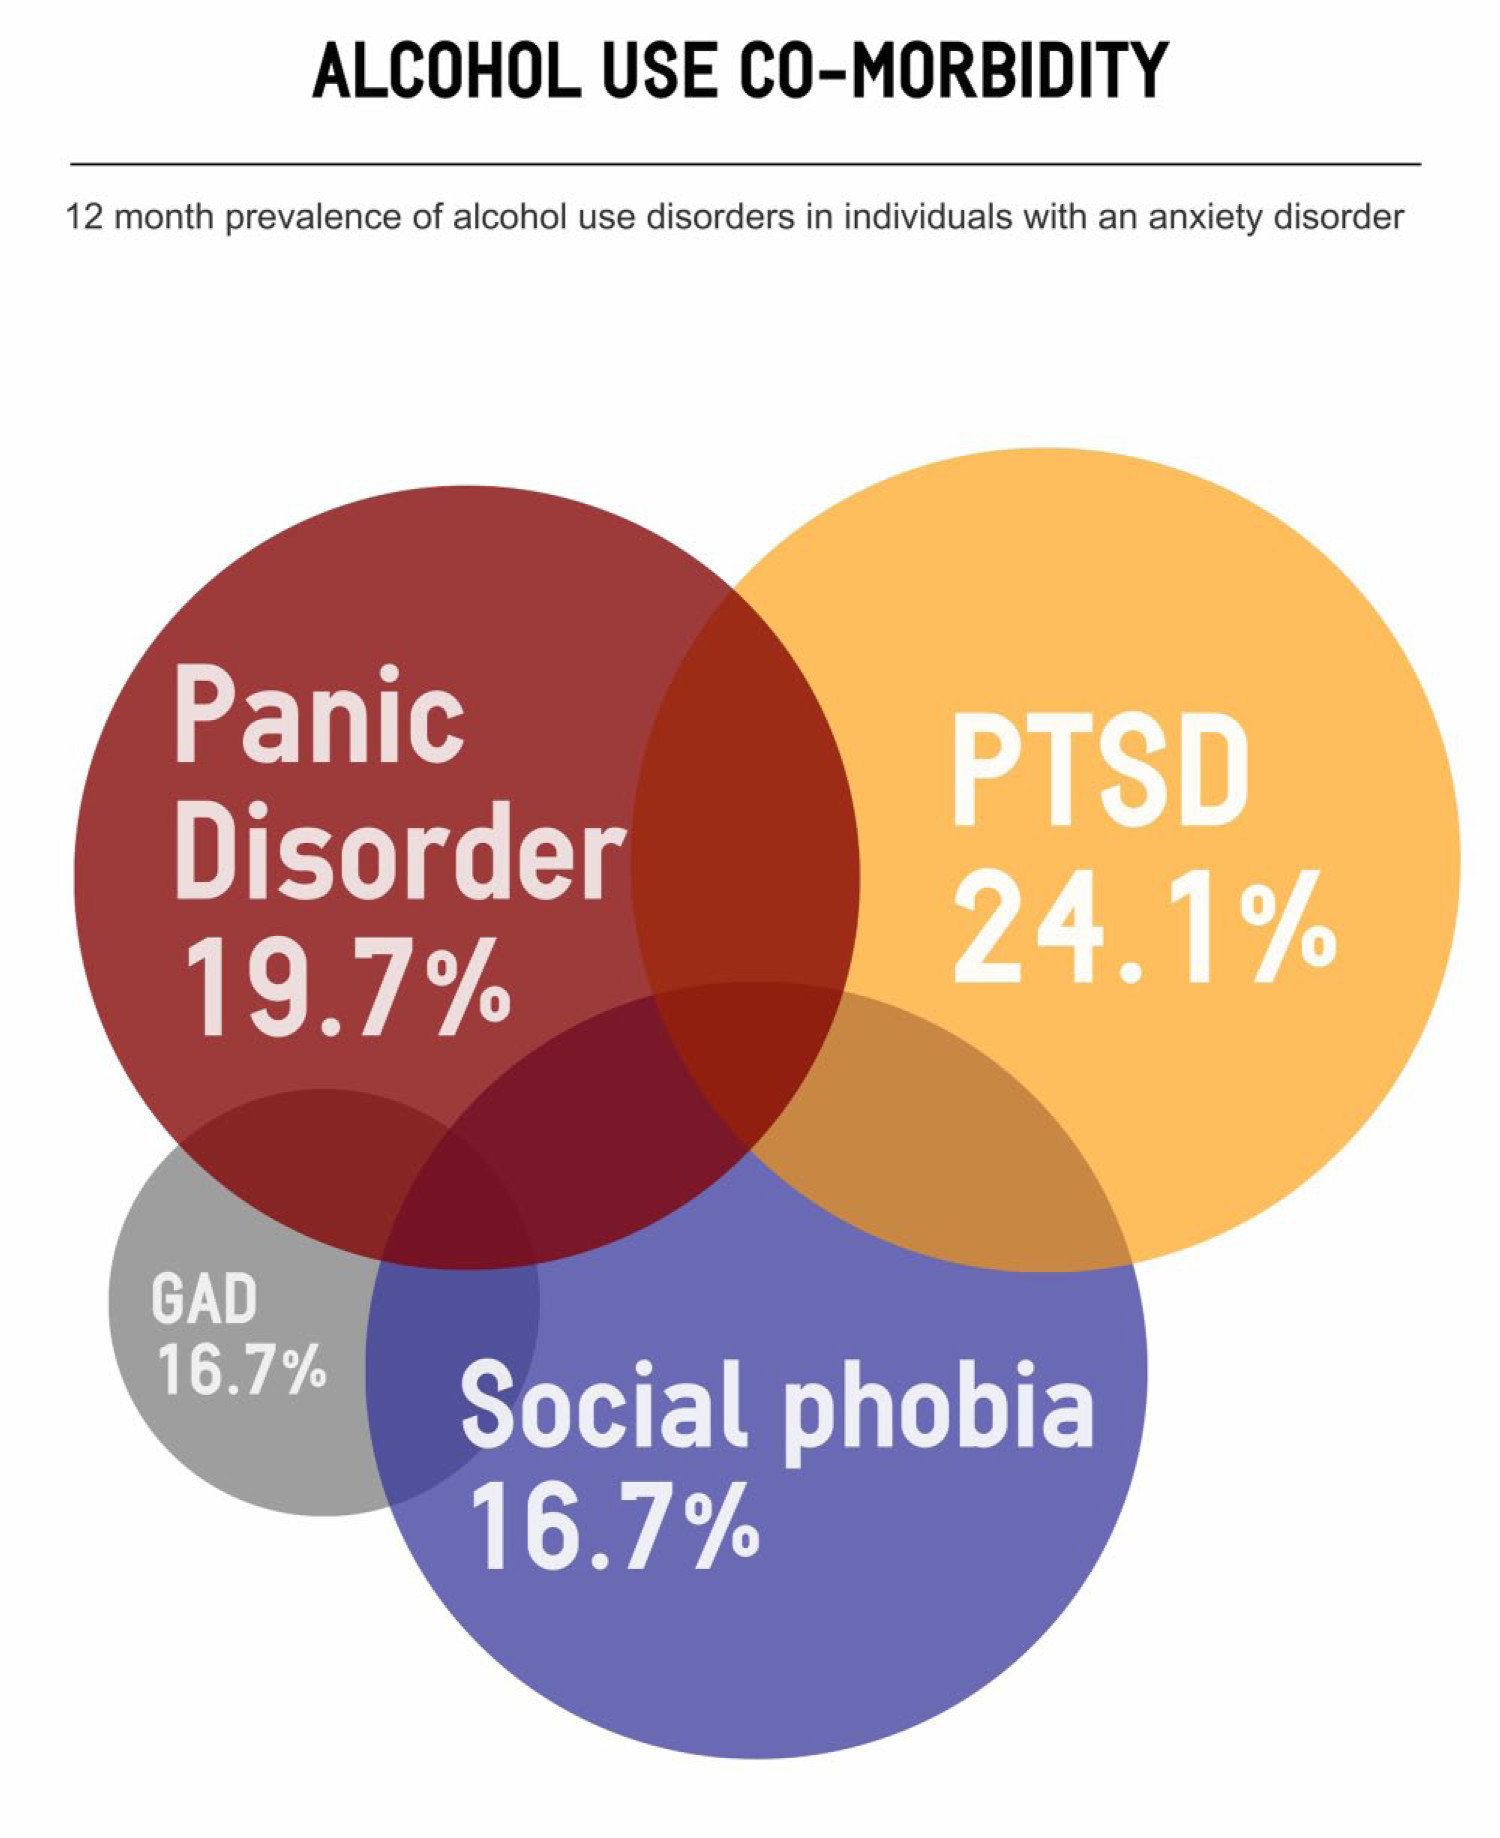 ALCOHOL USE CO-MORBIDITY
12 month prevalence of alcohol use disorders in individuals with an anxiety disorder
Panic
Disorder
19.7%
PTSD
24.1%
GAD
16.7%
Social phobia
16.7%